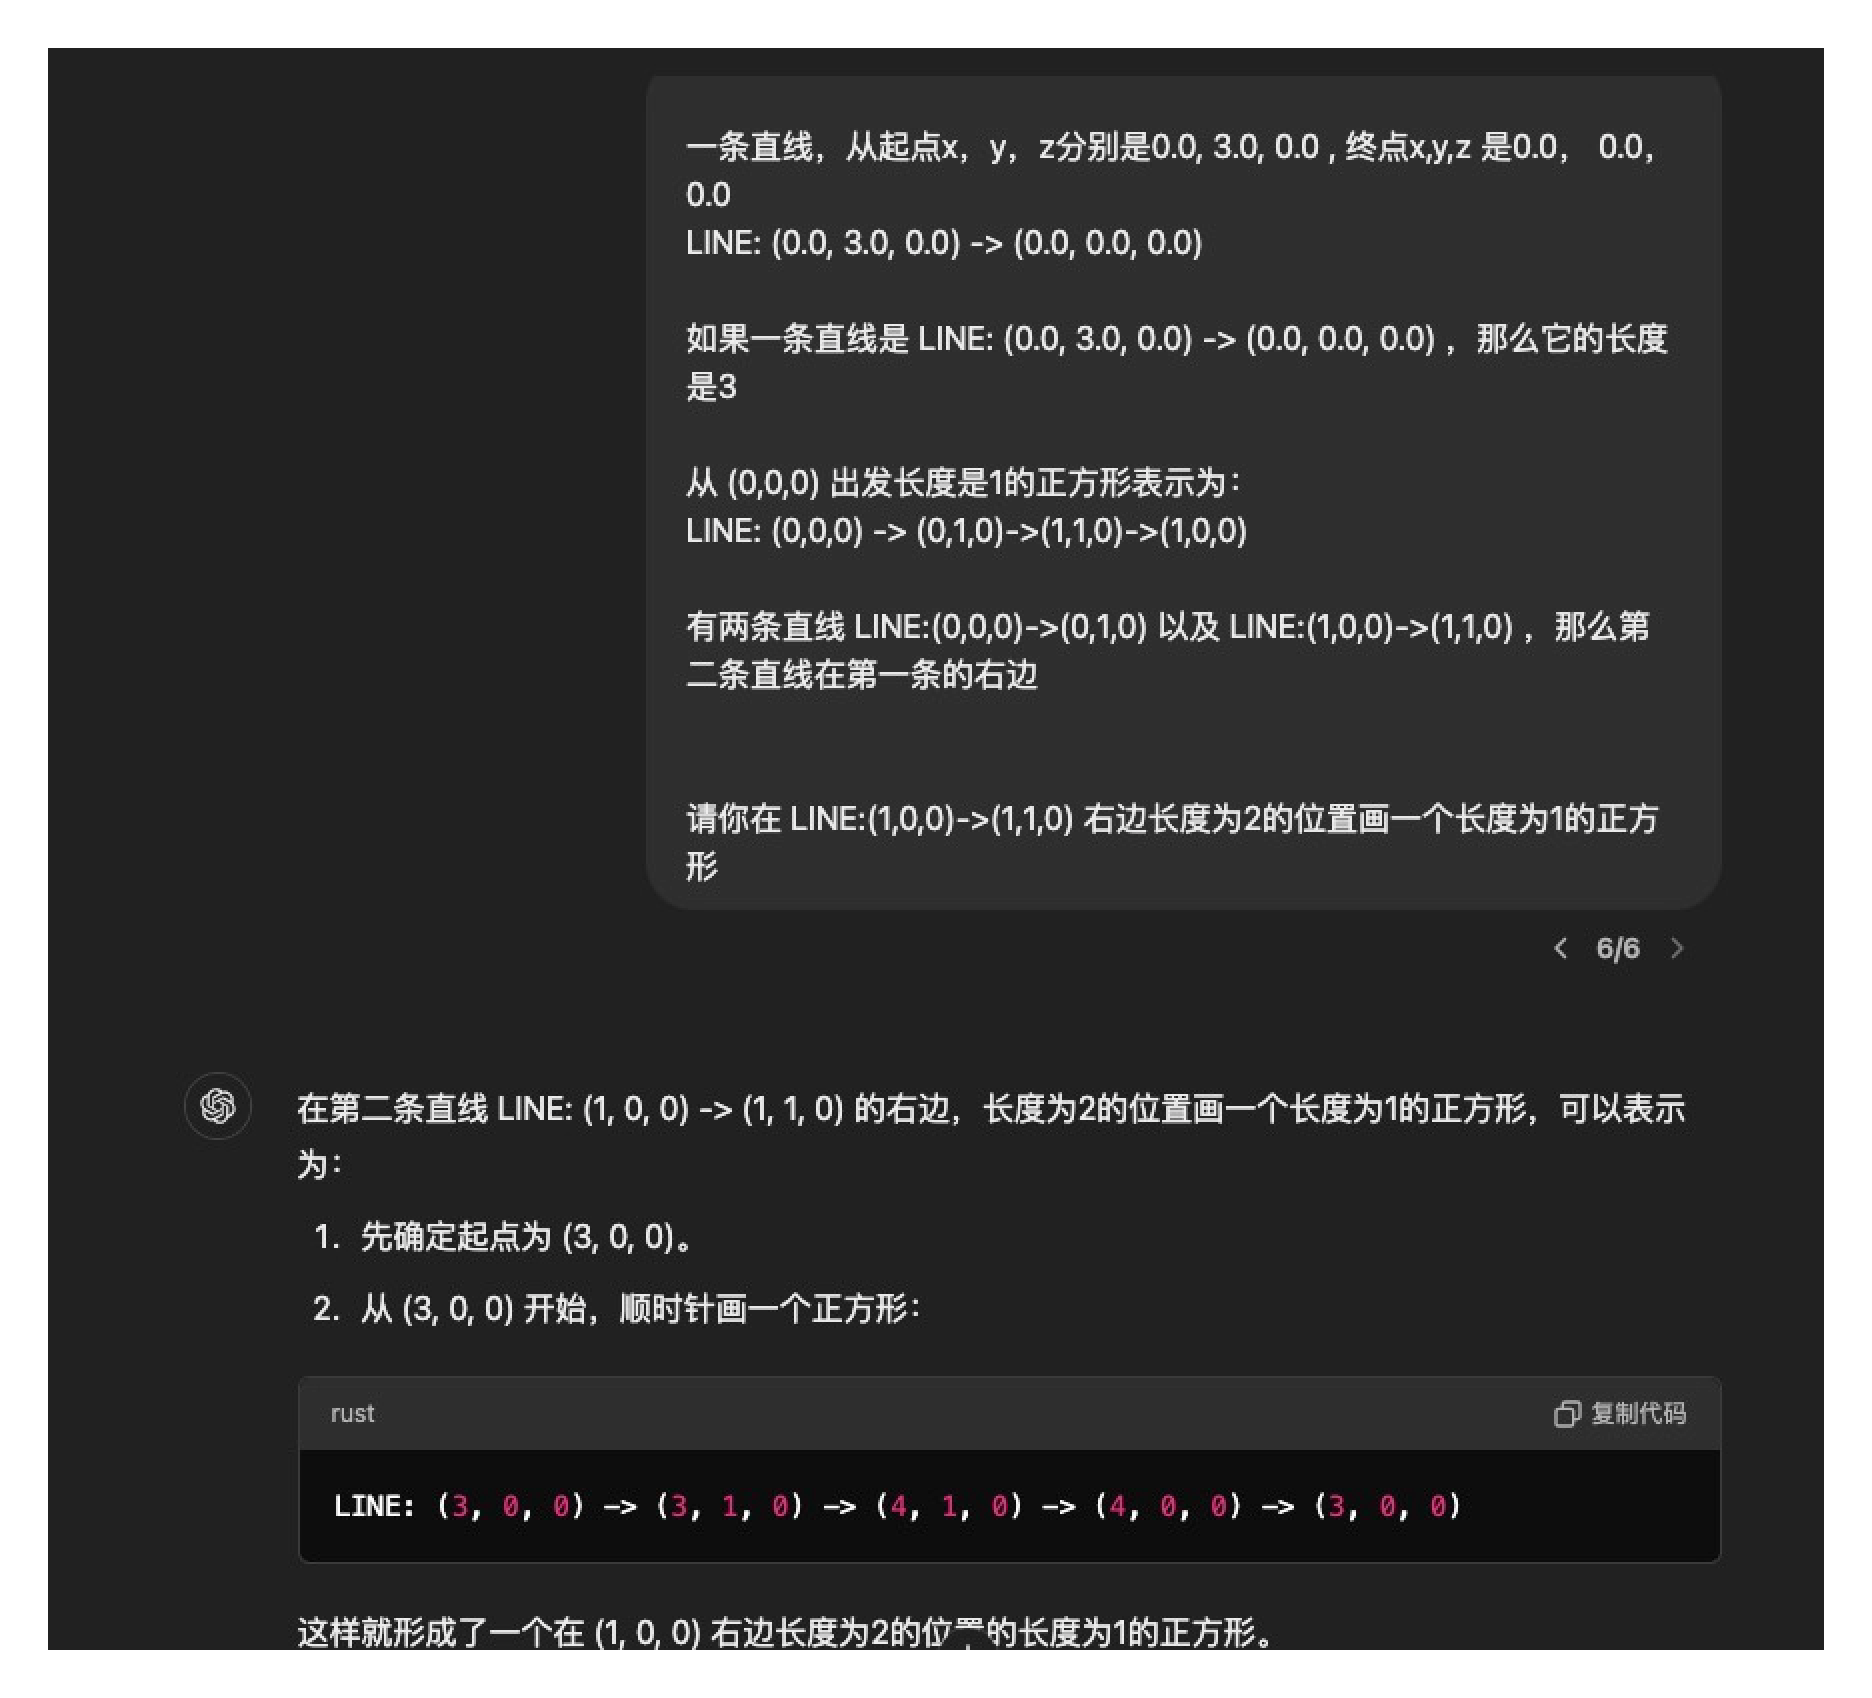 一条直线，从起点x，y，z分别是0.0, 3.0, 0.0 , 终点x,y,z 是0.0， 0.0，
0.0
LINE: (0.0, 3.0, 0.0) -> (0.0, 0.0, 0.0)
如果一条直线是 LINE: (0.0, 3.0, 0.0) -> (0.0, 0.0, 0.0) ，那么它的长度
是3
从 (0,0,0) 出发长度是1的正方形表示为：
LINE: (0,0,0) -> (0,1,0)->(1,1,0)->(1,0,0)
有两条直线 LINE:(0,0,0)->(0,1,0) 以及 LINE:(1,0,0)->(1,1,0) ，那么第
二条直线在第一条的右边
请你在 LINE:(1,0,0)->(1,1,0) 右边长度为2的位置画一个长度为1的正方
形
< 6/6 >
在第二条直线 LINE: (1, 0, 0) -> (1, 1, 0) 的右边，长度为2的位置画一个长度为1的正方形，可以表示
为：
1. 先确定起点为 (3, 0, 0)。
2. 从 (3, 0, 0) 开始，顺时针画一个正方形：
rust 复制代码
LINE: (3, 0, 0) -> (3, 1, 0) -> (4, 1, 0) -> (4, 0, 0) -> (3, 0, 0)
这样就形成了一个在 (1, 0, 0) 右边长度为2的位置的长度为1的正方形。